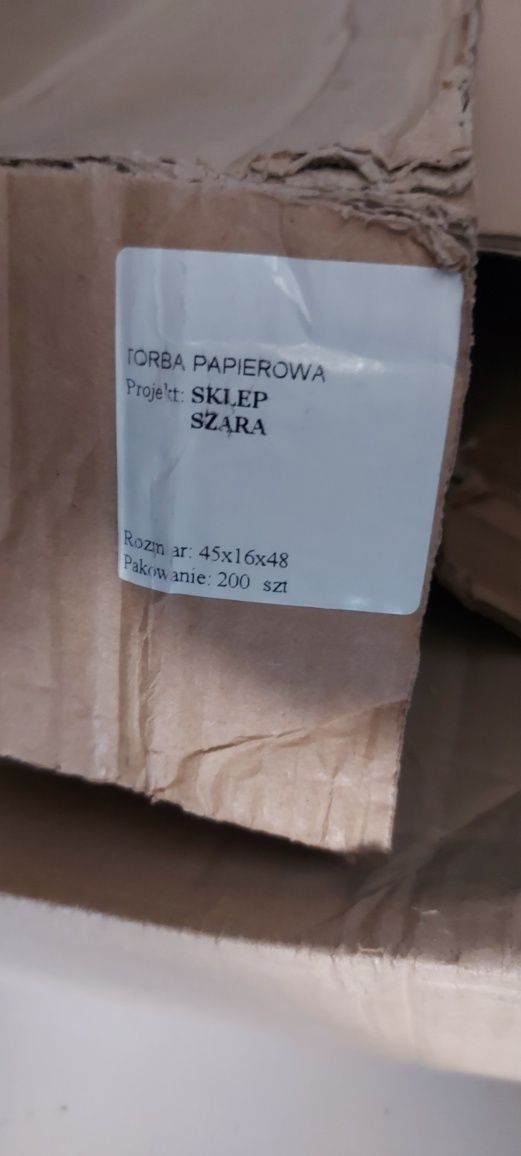 TORBA PAPIEROWA
Projekt: SKLEP
SZARA
Rozmiar: 45x16x48
Pakowanie: 200 szt